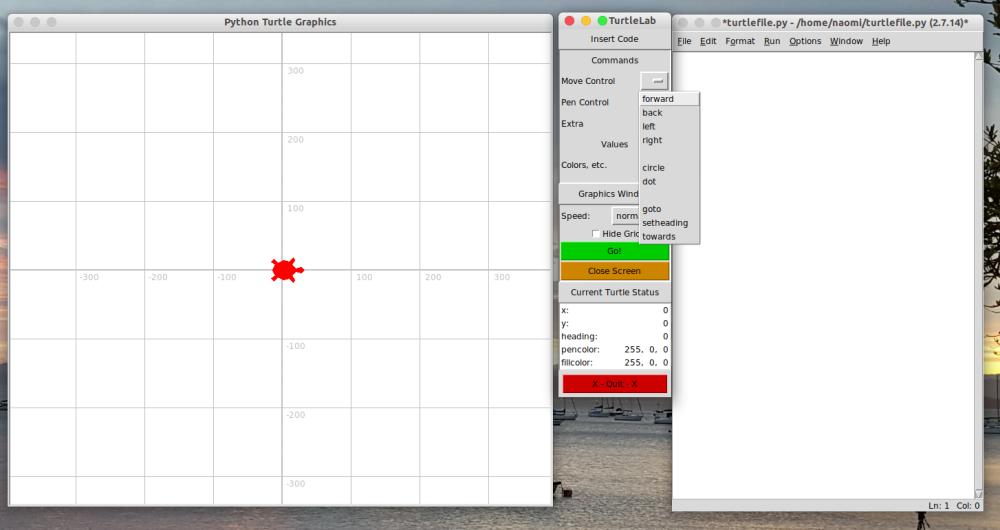 Python Turtle Graphics
300
200
100
-300 -200 -100 100 200 300
-100
-200
-300
TurtleLab
Insert Code
Commands
Move Control
Pen Control
Extra
Values
Colors, etc.
forward
back
left
right
circle
dot
goto
setheading
towards
Graphics Wind
Speed: norm
Hide Gric
Go!
Close Screen
Current Turtle Status
x: 0
y: 0
heading: 0
pencolor: 255, 0, 0
fillcolor: 255, 0, 0
X - Quit - X
*turtlefile.py - /home/naomi/turtlefile.py (2.7.14)*
File Edit Format Run Options Window Help
Ln: 1 Col: 0